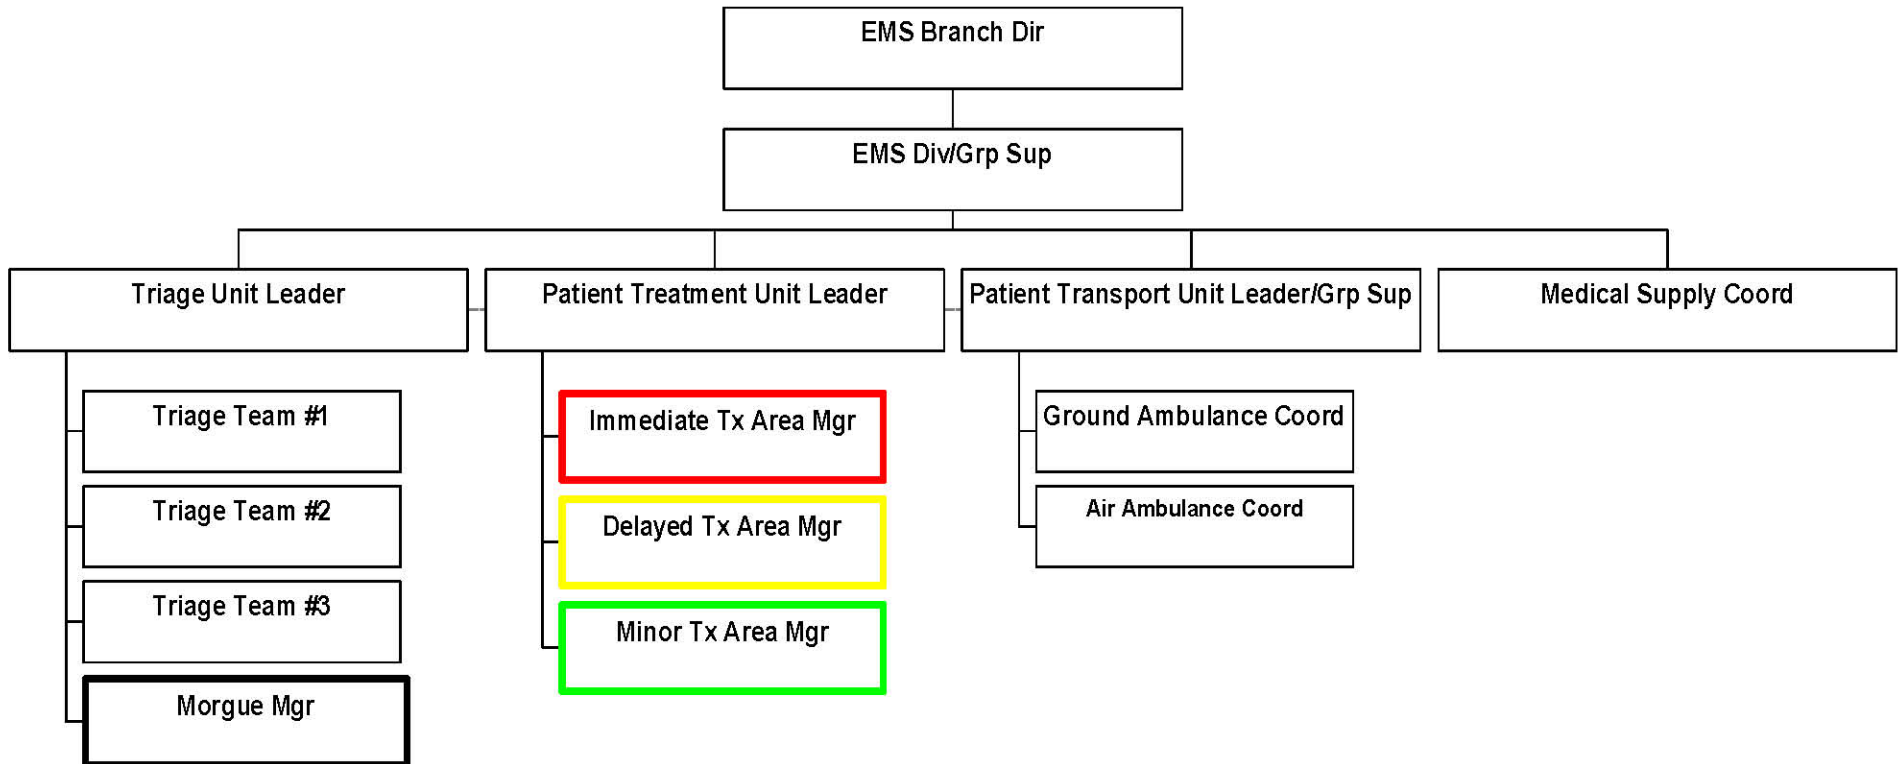 EMS Branch Dir
EMS Div/Grp Sup
Triage Unit Leader
Patient Treatment Unit Leader
Patient Transport Unit Leader/Grp Sup
Medical Supply Coord
Triage Team #1
Triage Team #2
Triage Team #3
Morgue Mgr
Immediate Tx Area Mgr
Delayed Tx Area Mgr
Minor Tx Area Mgr
Ground Ambulance Coord
Air Ambulance Coord